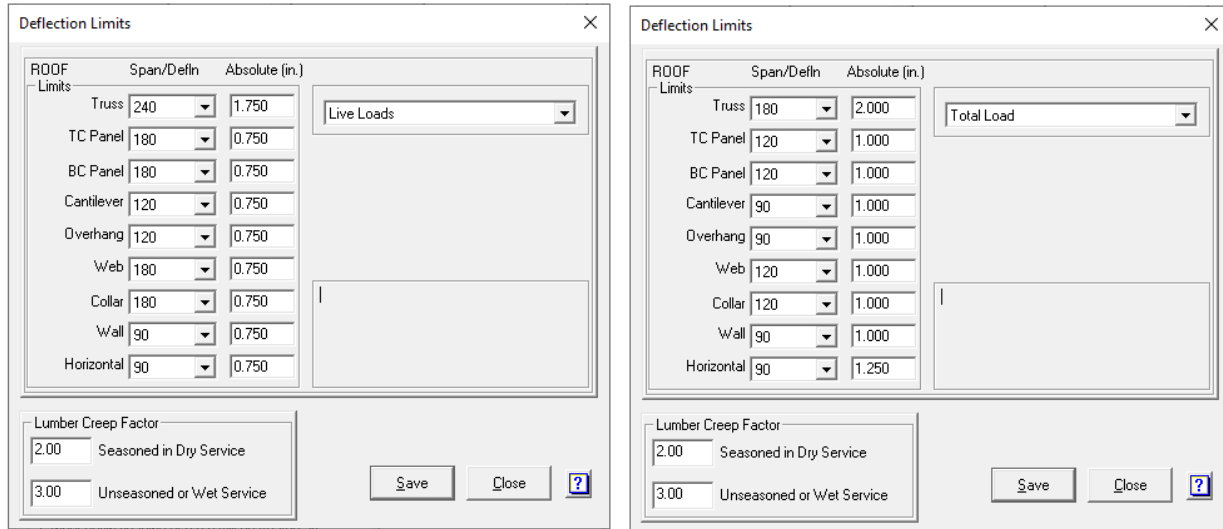 Deflection Limits
ROOF Span/Defln Absolute (in.)
Limits
Truss 240 1.750
Live Loads
TC Panel 180 0.750
BC Panel 180 0.750
Cantilever 120 0.750
Overhang 120 0.750
Web 180 0.750
Collar 180 0.750
Wall 90 0.750
Horizontal 90 0.750
Lumber Creep Factor
2.00 Seasoned in Dry Service
3.00 Unseasoned or Wet Service
Save Close ?
Deflection Limits
ROOF Span/Defln Absolute (in.)
Limits
Truss 180 2.000
Total Load
TC Panel 120 1.000
BC Panel 120 1.000
Cantilever 90 1.000
Overhang 90 1.000
Web 120 1.000
Collar 120 1.000
Wall 90 1.000
Horizontal 90 1.250
Lumber Creep Factor
2.00 Seasoned in Dry Service
3.00 Unseasoned or Wet Service
Save Close ?